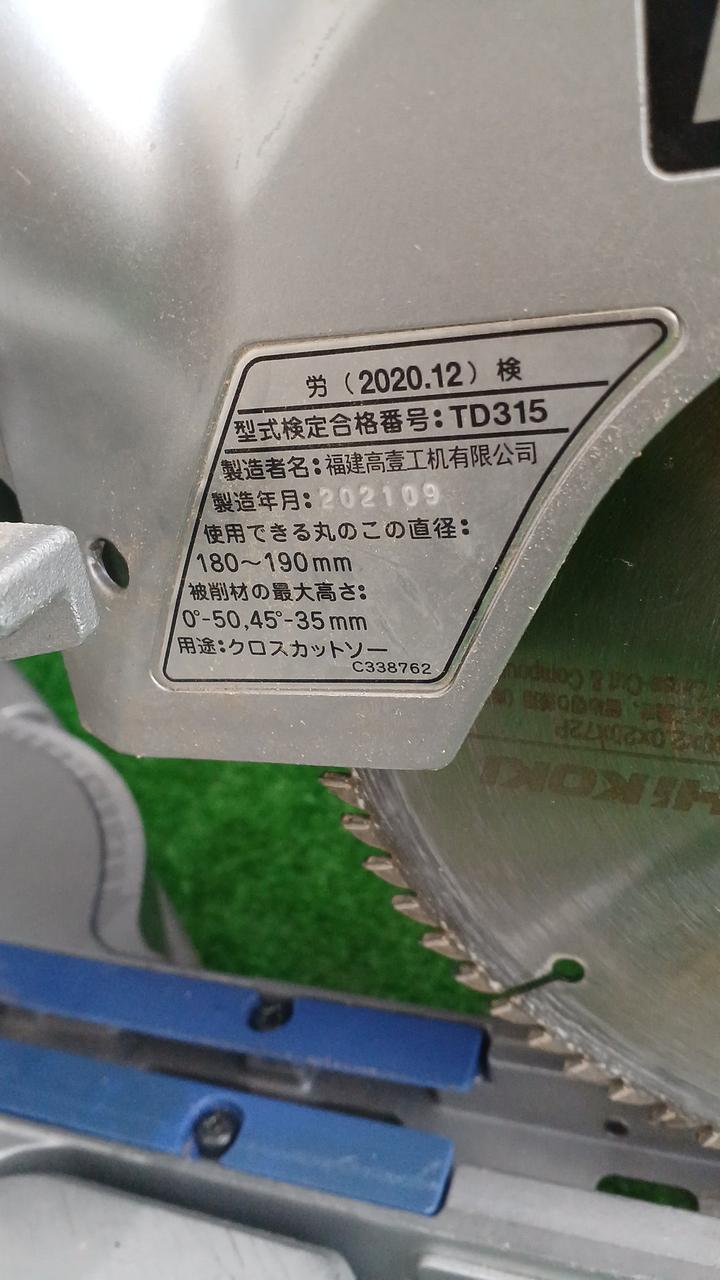 労（2020.12）検
型式検定合格番号：TD315
製造者名：福建高壹工机有限公司
製造年月：202109
使用できる丸のこの直径：
180～190mm
被削材の最大高さ：
0°-50,45°-35mm
用途：クロスカットソー
C338762
HiKOKI